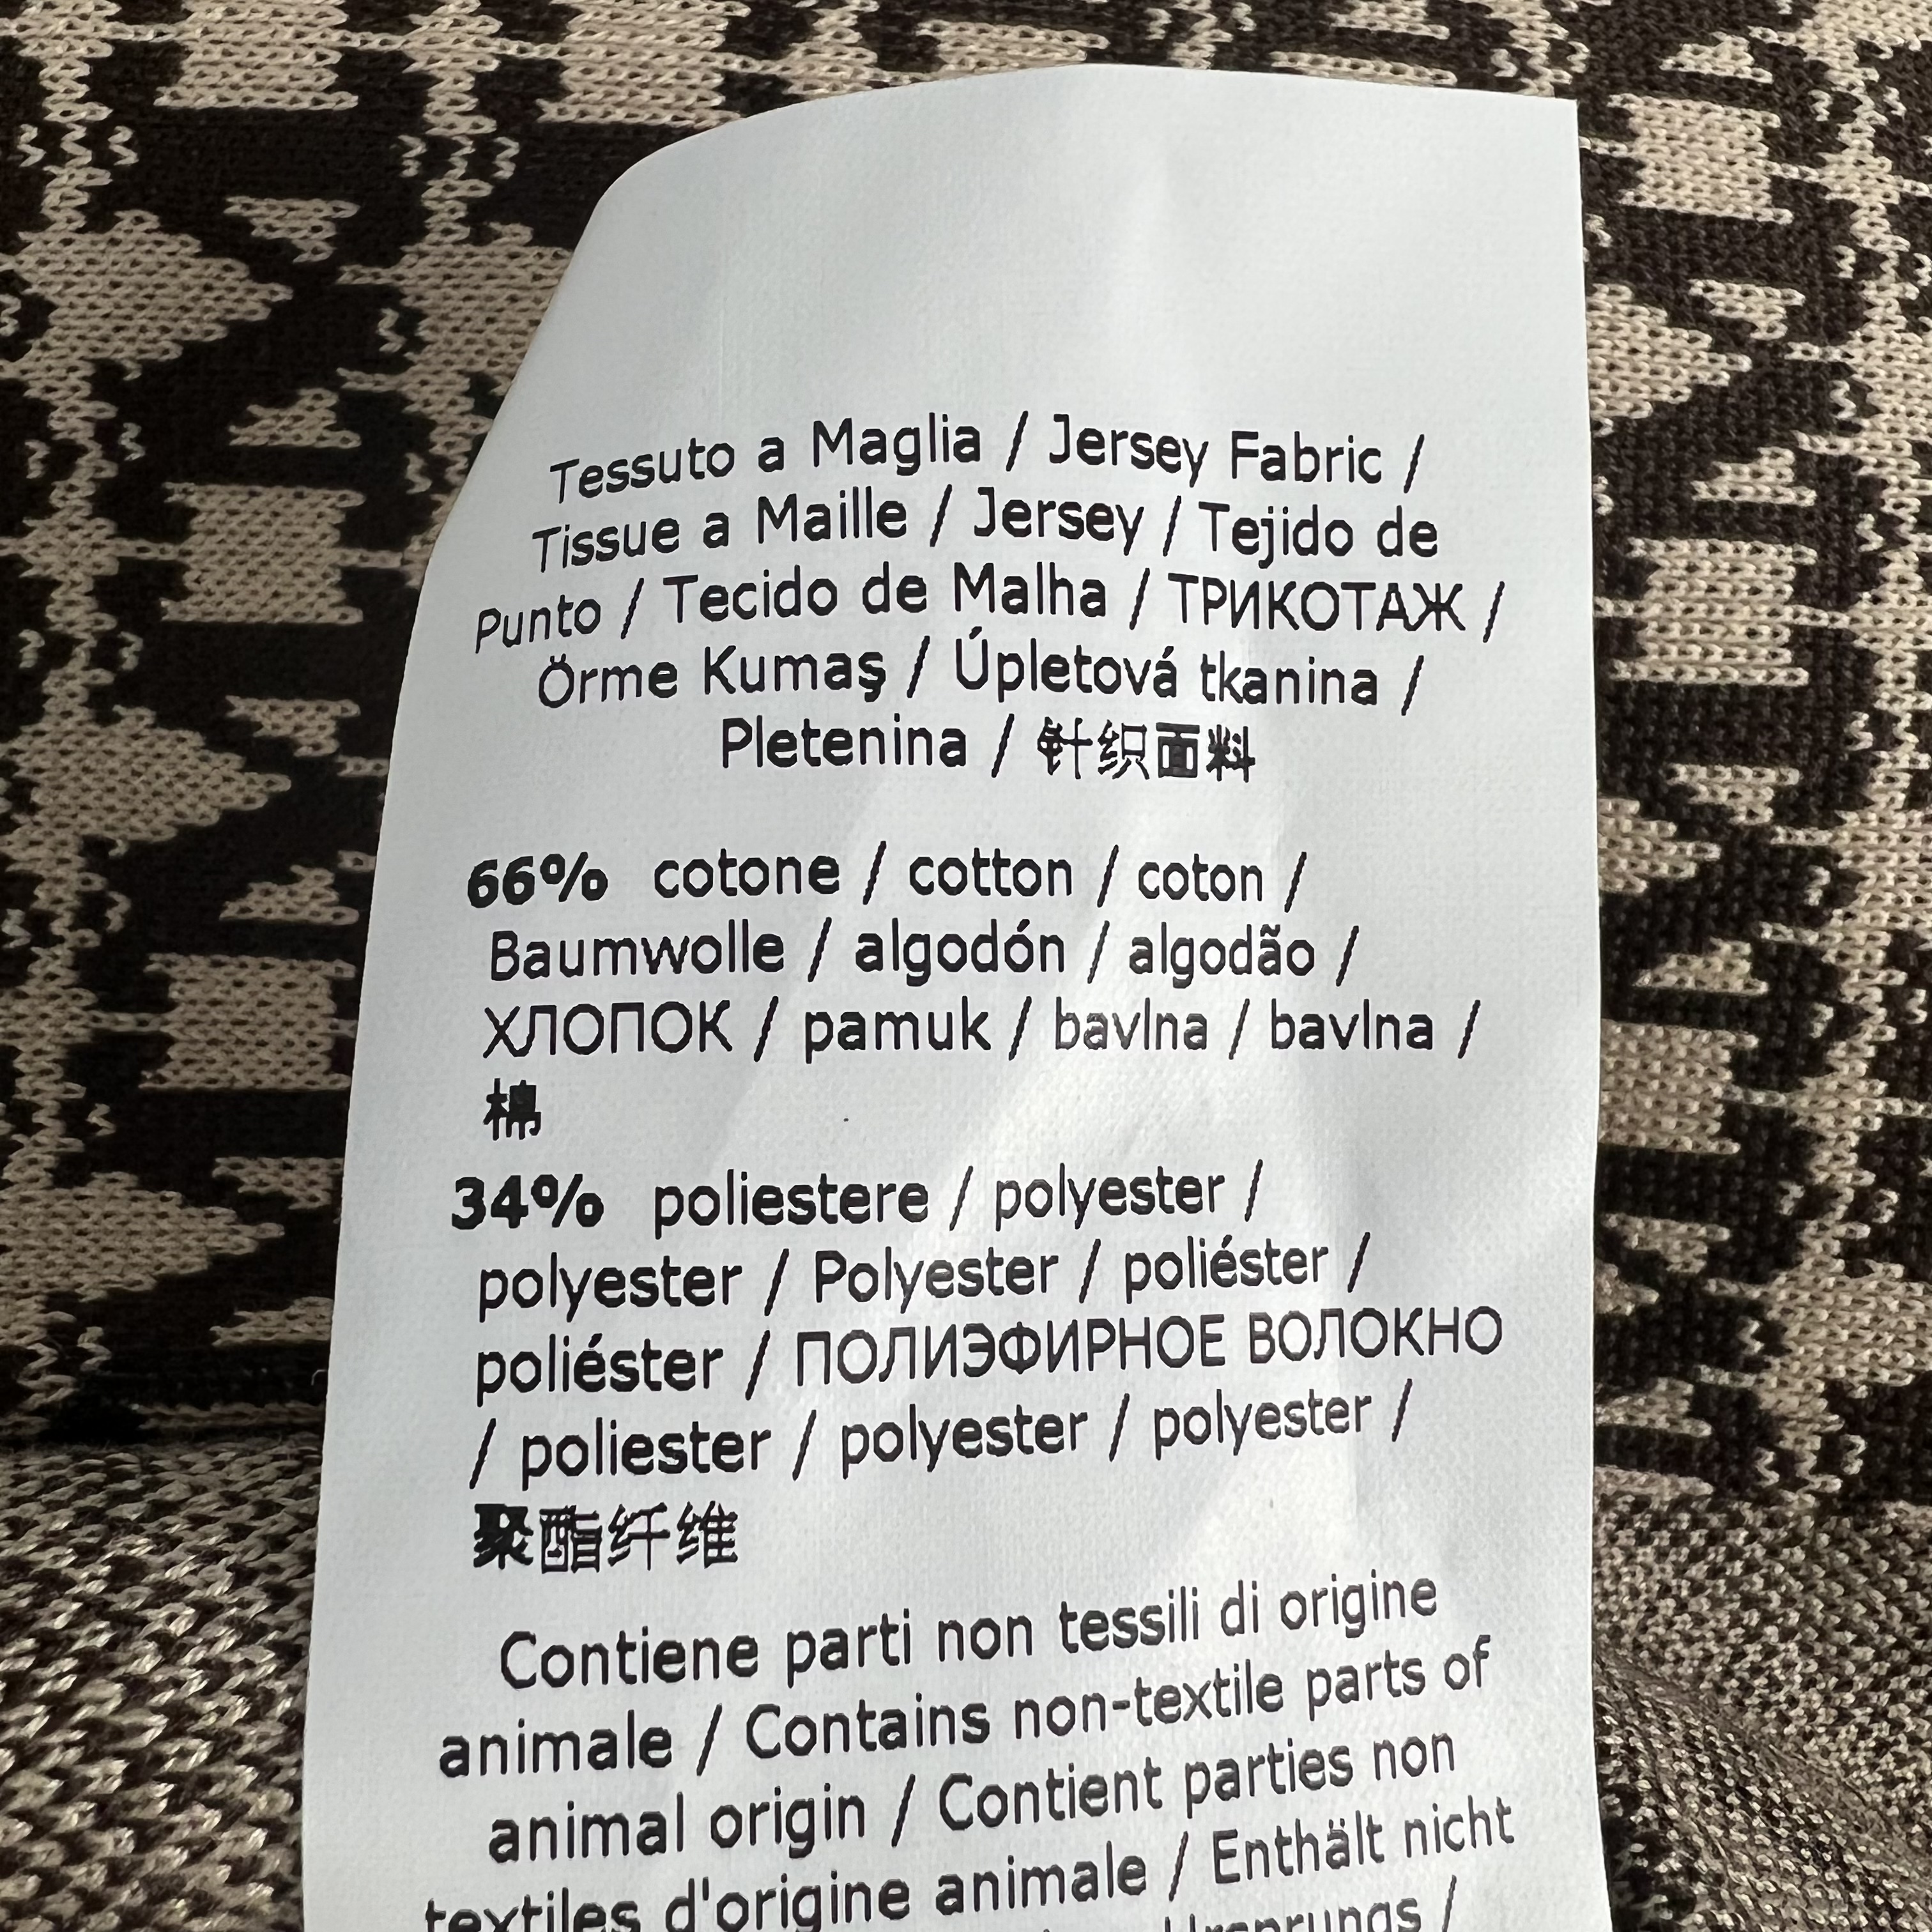 Tessuto a Maglia / Jersey Fabric /
Tissue a Maille / Jersey / Tejido de
Punto / Tecido de Malha / ТРИКОТАЖ /
Örme Kumaş / Úpletová tkanina /
Pletenina / 针织面料
66% cotone / cotton / coton /
Baumwolle / algodón / algodão /
ХЛОПОК / pamuk / bavlna / bavlna /
棉
34% poliestere / polyester /
polyester / Polyester / poliéster /
poliéster / ПОЛИЭФИРНОЕ ВОЛОКНО
/ poliester / polyester / polyester /
聚酯纤维
Contiene parti non tessili di origine
animale / Contains non-textile parts of
animal origin / Contient parties non
textiles d'origine animale / Enthält nicht
Ursprungs /